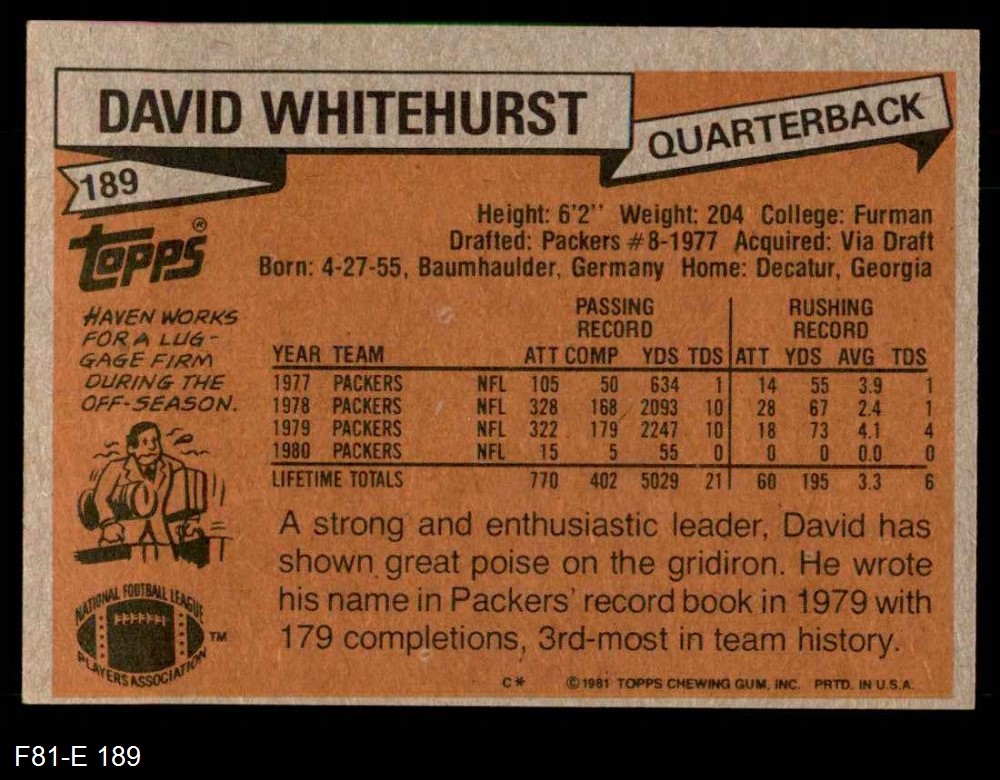 DAVID WHITEHURST
QUARTERBACK
189
Topps®
Height: 6'2'' Weight: 204 College: Furman
Drafted: Packers #8-1977 Acquired: Via Draft
Born: 4-27-55, Baumhaulder, Germany Home: Decatur, Georgia
HAVEN WORKS
FOR A LUG-
GAGE FIRM
DURING THE
OFF-SEASON.
PASSING RUSHING
RECORD RECORD
YEAR TEAM ATT COMP YDS TDS ATT YDS AVG TDS
1977 PACKERS NFL 105 50 634 1 14 55 3.9 1
1978 PACKERS NFL 328 168 2093 10 28 67 2.4 1
1979 PACKERS NFL 322 179 2247 10 18 73 4.1 4
1980 PACKERS NFL 15 5 55 0 0 0 0.0 0
LIFETIME TOTALS 770 402 5029 21 60 195 3.3 6
A strong and enthusiastic leader, David has
shown great poise on the gridiron. He wrote
his name in Packers' record book in 1979 with
179 completions, 3rd-most in team history.
NATIONAL FOOTBALL LEAGUE
PLAYERS ASSOCIATION
TM
C* ©1981 TOPPS CHEWING GUM, INC. PRTD. IN U.S.A.
F81-E 189